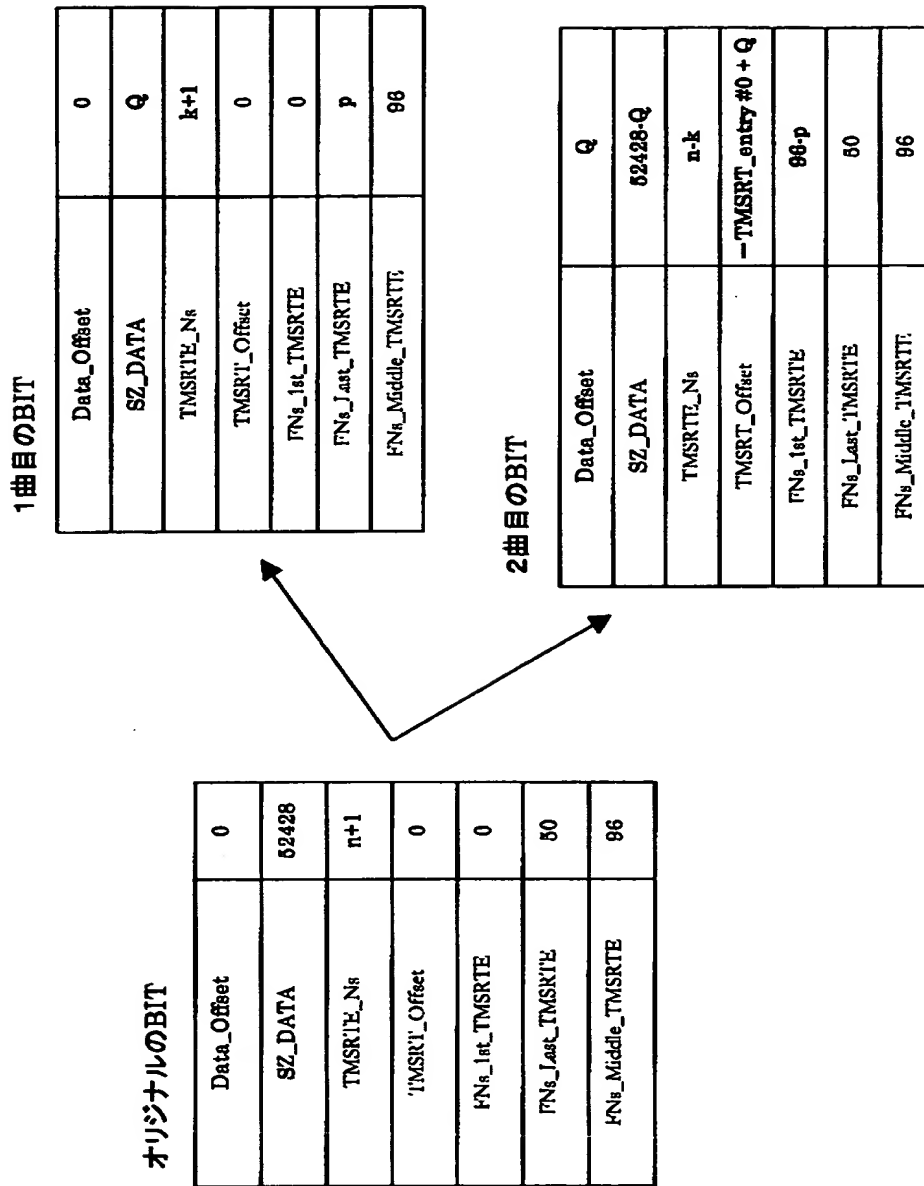 オリジナルのBIT
Data_Offset 0
SZ_DATA 52428
TMSRTE_Ns n+1
TMSRT_Offset 0
FNs_1st_TMSRTE 0
FNs_Last_TMSRTE 50
FNs_Middle_TMSRTE 96
1曲目のBIT
Data_Offset 0
SZ_DATA Q
TMSRTE_Ns k+1
TMSRT_Offset 0
FNs_1st_TMSRTE 0
FNs_Last_TMSRTE p
FNs_Middle_TMSRTE 96
2曲目のBIT
Data_Offset Q
SZ_DATA 52428-Q
TMSRTE_Ns n-k
TMSRT_Offset −TMSRT_entry #0 + Q
FNs_1st_TMSRTE 96-p
FNs_Last_TMSRTE 50
FNs_Middle_TMSRTE 96